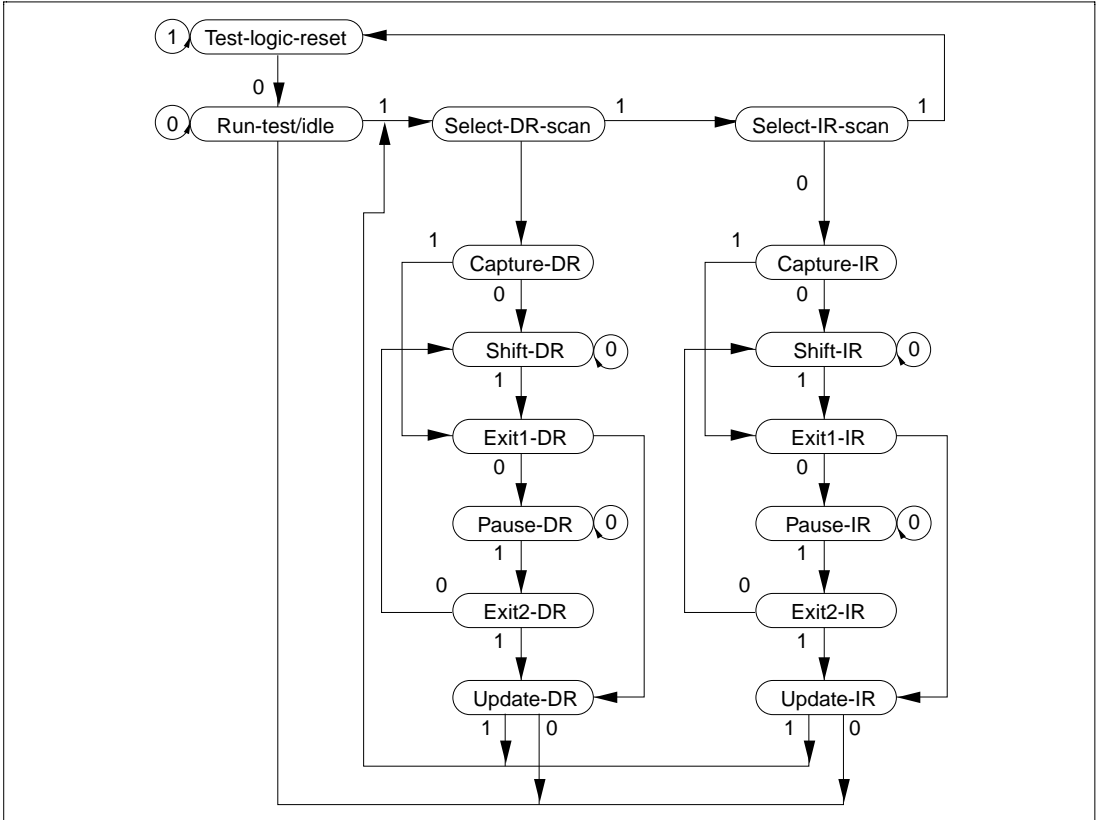 1 Test-logic-reset
0
0 Run-test/idle 1 Select-DR-scan 1 Select-IR-scan 1
0
1 1
Capture-DR Capture-IR
0 0
Shift-DR 0 Shift-IR 0
1 1
Exit1-DR Exit1-IR
0 0
Pause-DR 0 Pause-IR 0
1 1
0 0
Exit2-DR Exit2-IR
1 1
Update-DR Update-IR
1 0 1 0